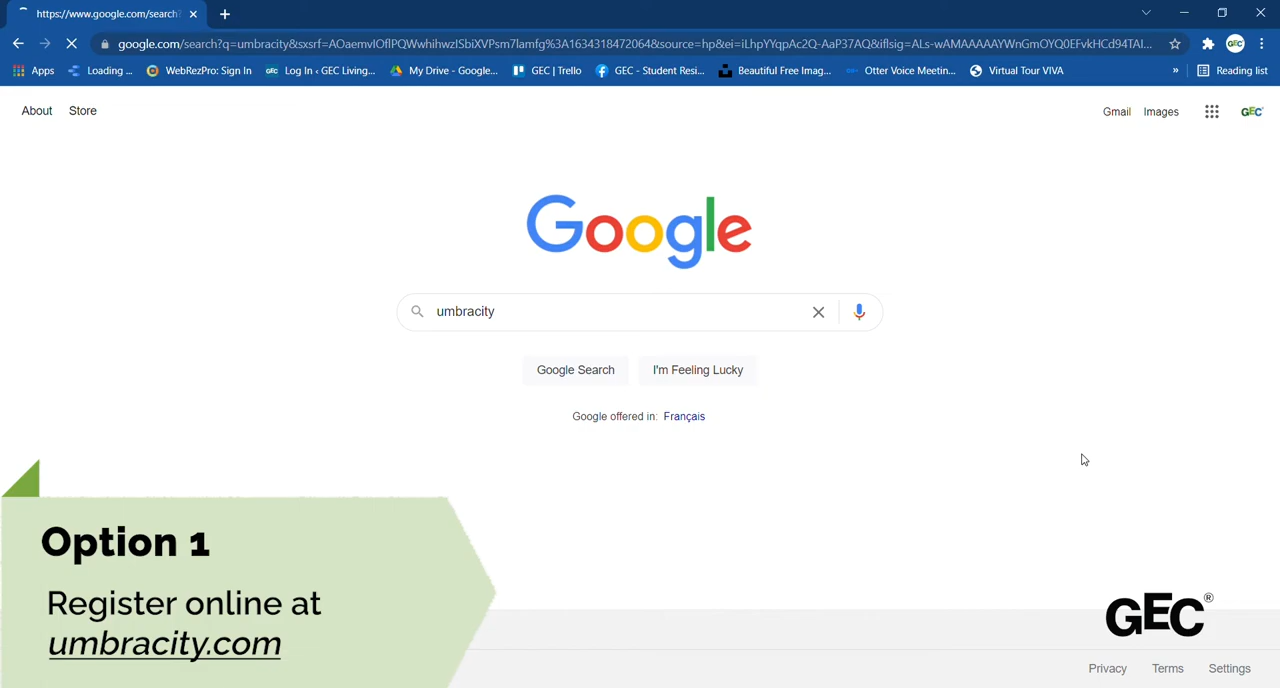 https://www.google.com/search?
google.com/search?q=umbracity&sxsrf=AOaemvIOflPQWwhihwzISbiXVPsm7lamfg%3A1634318472064&source=hp&ei=iLhpYYqpAc2Q-AaP37AQ&iflsig=ALs-wAMAAAAAYWnGmOYQ0EFvkHCd94TAI...
Apps Loading ... WebRezPro: Sign In Log In ‹ GEC Living... My Drive - Google... GEC | Trello GEC - Student Resi... Beautiful Free Imag... Otter Voice Meetin... Virtual Tour VIVA » Reading list
About Store Gmail Images GEC
Google
umbracity
Google Search I'm Feeling Lucky
Google offered in: Français
Option 1
Register online at
umbracity.com
GEC®
Privacy Terms Settings